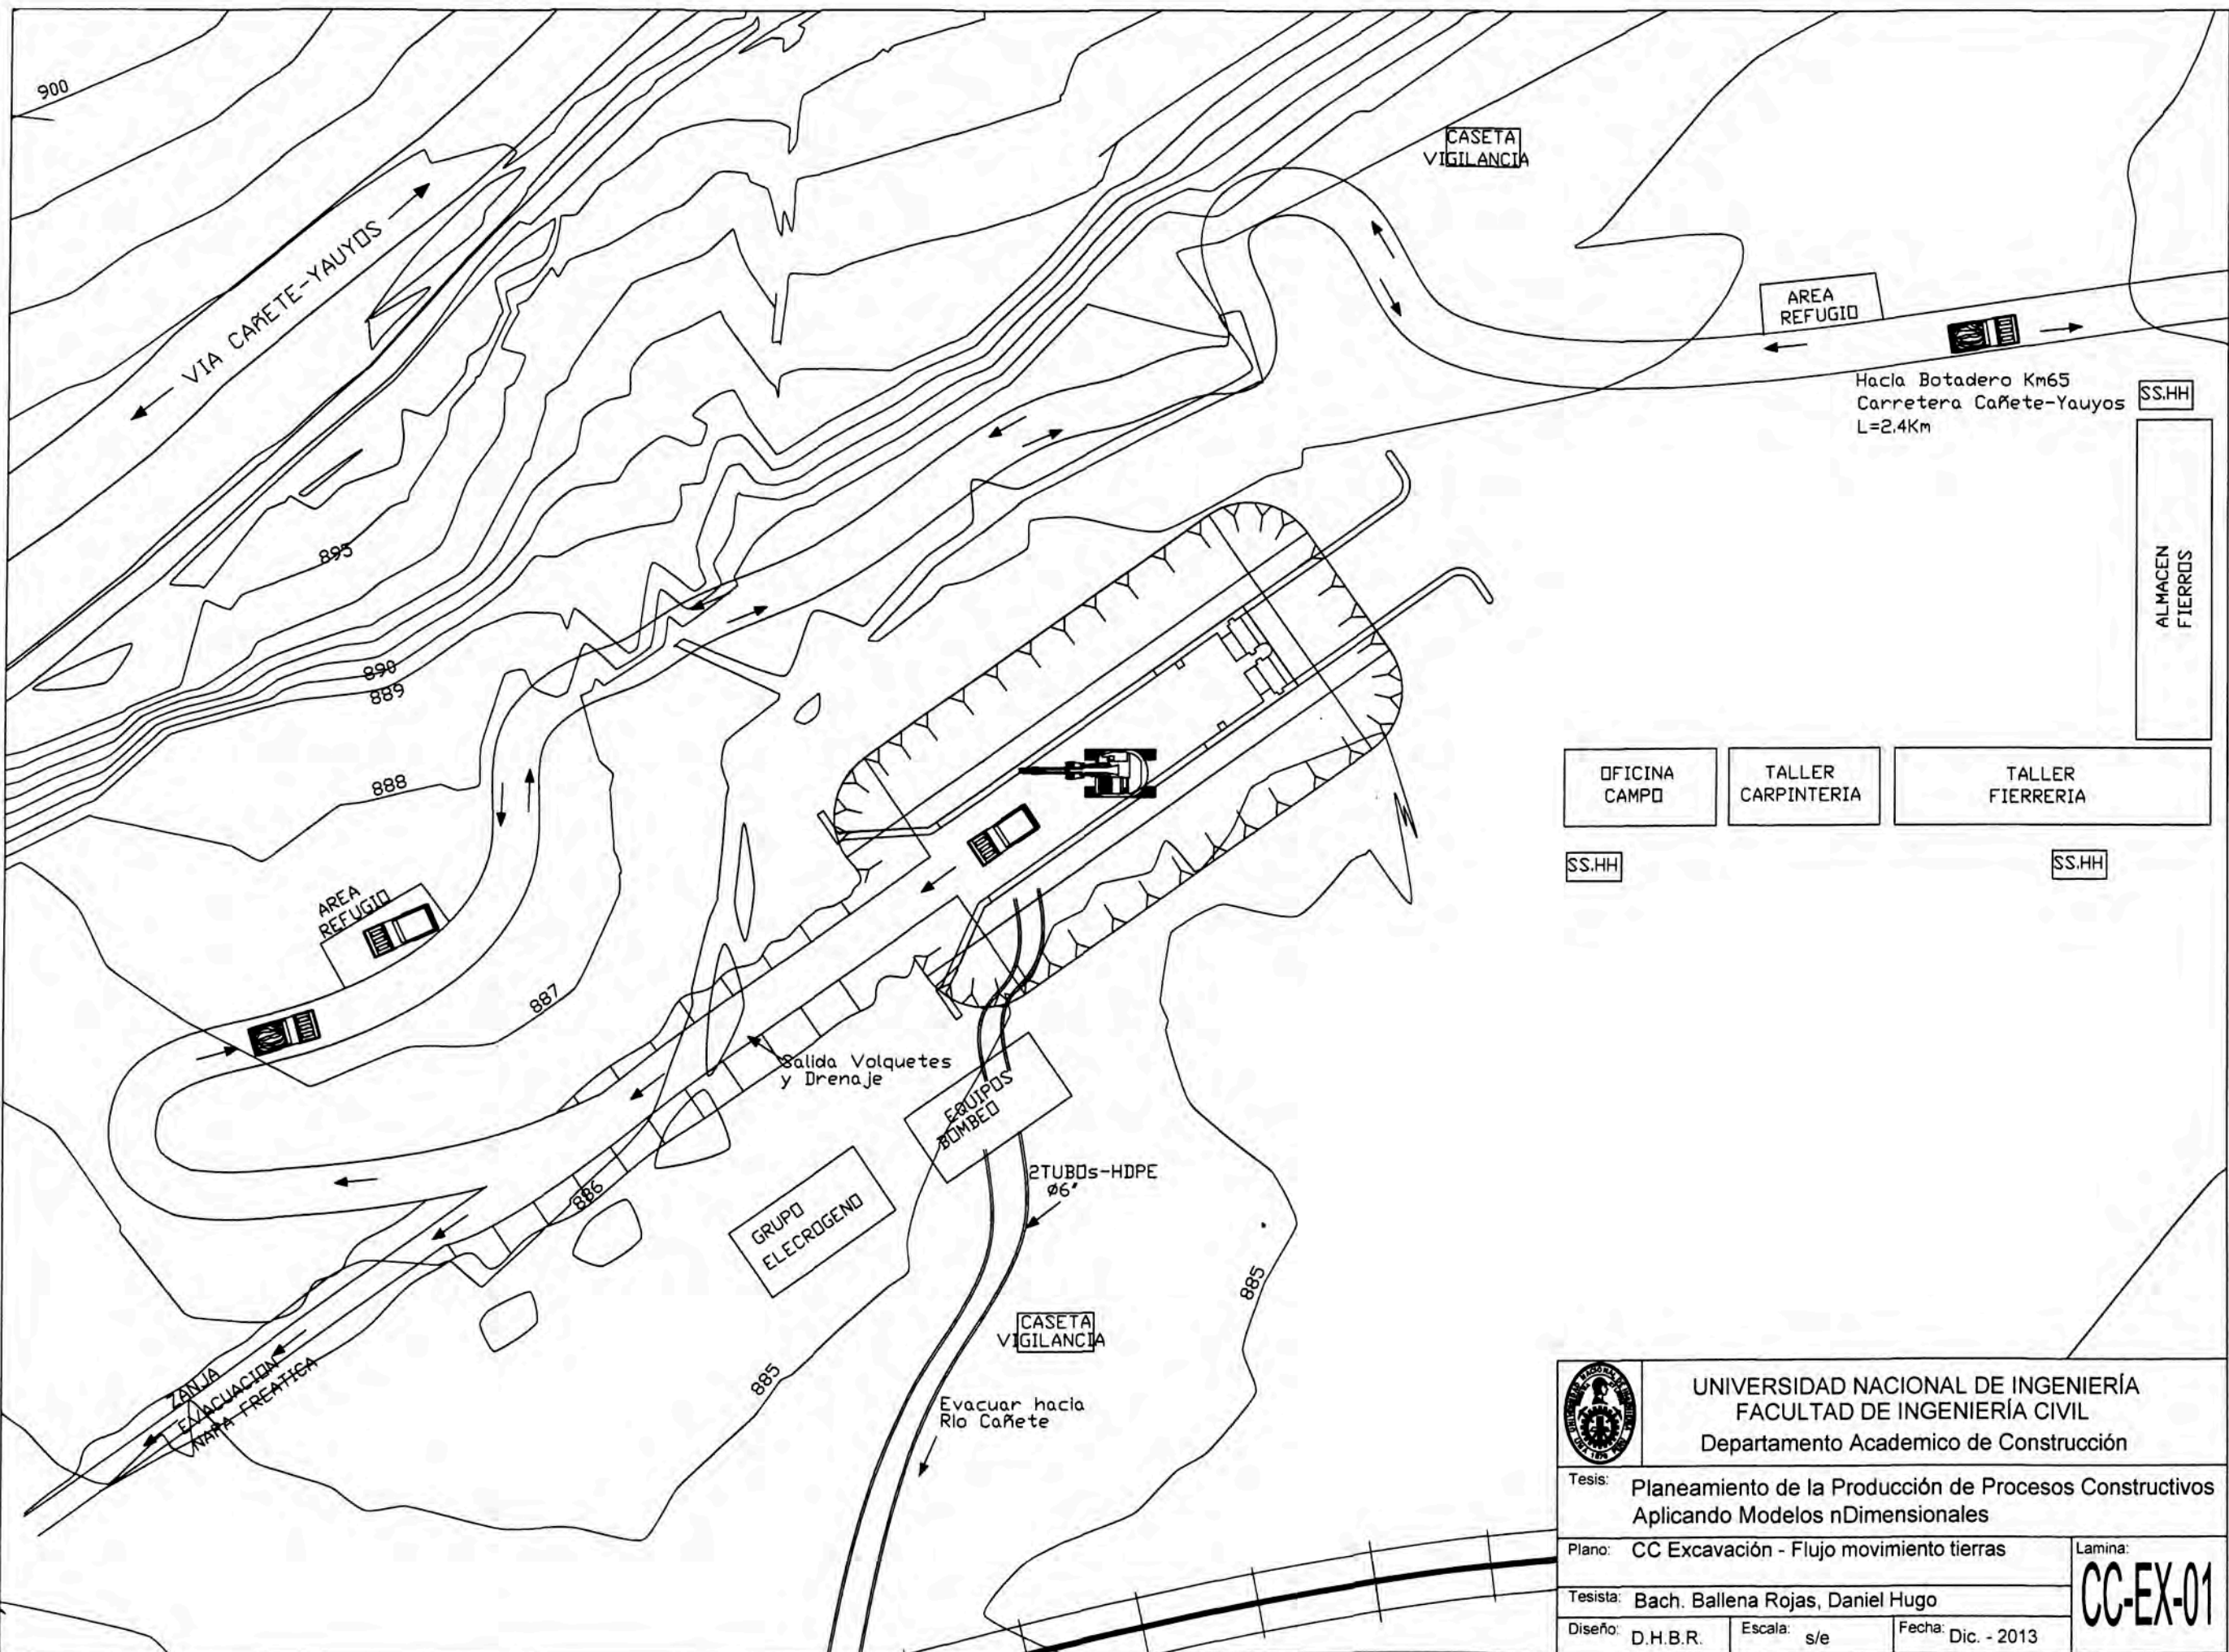 900
VIA CAÑETE-YAUYOS
CASETA
VIGILANCIA
AREA
REFUGIO
Hacia Botadero Km65
Carretera Cañete-Yauyos
L=2.4Km
SS.HH
ALMACEN
FIERROS
895
890
889
888
OFICINA
CAMPO
TALLER
CARPINTERIA
TALLER
FIERRERIA
SS.HH
SS.HH
AREA
REFUGIO
887
Salida Volquetes
y Drenaje
EQUIPOS
BOMBEO
2TUBOs-HDPE
Ø6"
886
GRUPO
ELECROGENO
885
CASETA
VIGILANCIA
885
Evacuar hacia
Rio Cañete
ZANJA
EVACUACION
NAPA FREATICA
UNIVERSIDAD NACIONAL DE INGENIERÍA
FACULTAD DE INGENIERÍA CIVIL
Departamento Academico de Construcción
Tesis: Planeamiento de la Producción de Procesos Constructivos
Aplicando Modelos nDimensionales
Plano: CC Excavación - Flujo movimiento tierras
Lamina:
CC-EX-01
Tesista: Bach. Ballena Rojas, Daniel Hugo
Diseño: D.H.B.R.
Escala: s/e
Fecha: Dic. - 2013